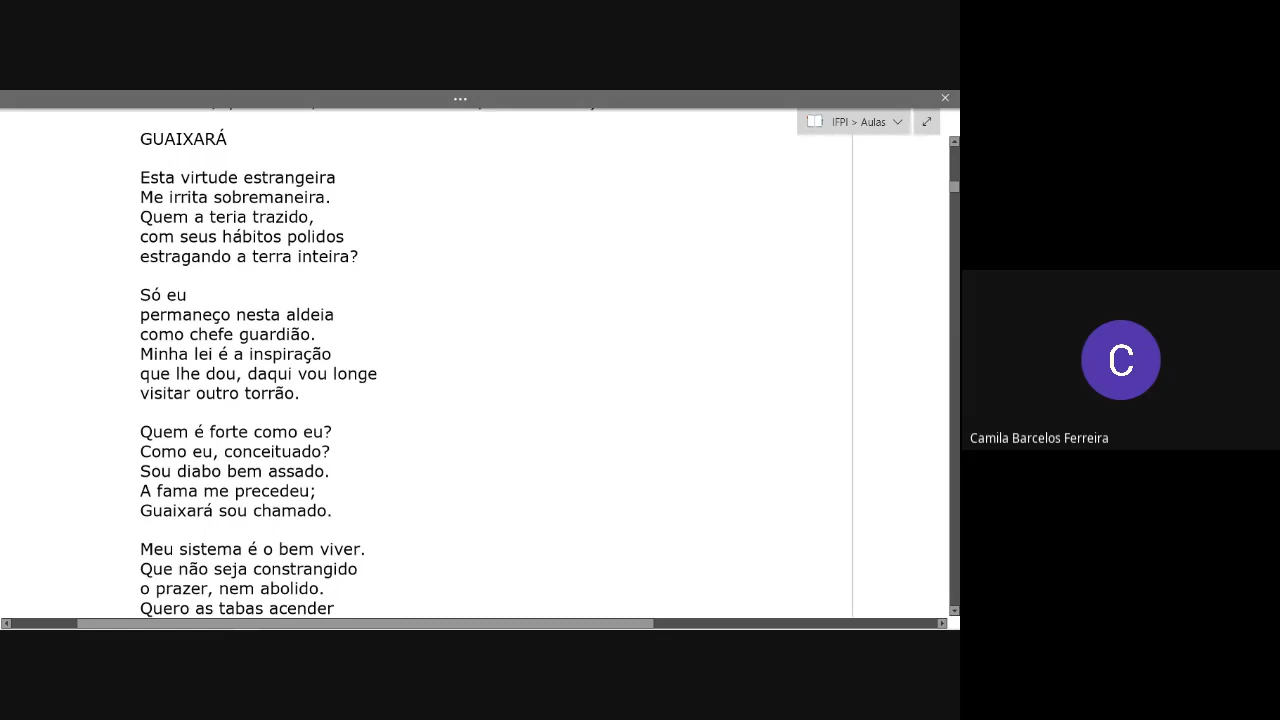 IFPI > Aulas
GUAIXARÁ
Esta virtude estrangeira
Me irrita sobremaneira.
Quem a teria trazido,
com seus hábitos polidos
estragando a terra inteira?
Só eu
permaneço nesta aldeia
como chefe guardião.
Minha lei é a inspiração
que lhe dou, daqui vou longe
visitar outro torrão.
Quem é forte como eu?
Como eu, conceituado?
Sou diabo bem assado.
A fama me precedeu;
Guaixará sou chamado.
Meu sistema é o bem viver.
Que não seja constrangido
o prazer, nem abolido.
Quero as tabas acender
C
Camila Barcelos Ferreira